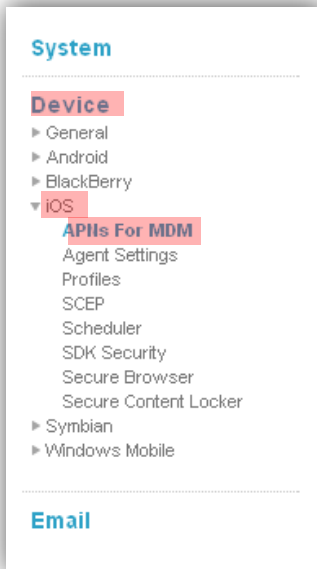 System
Device
General
Android
BlackBerry
iOS
APNs For MDM
Agent Settings
Profiles
SCEP
Scheduler
SDK Security
Secure Browser
Secure Content Locker
Symbian
Windows Mobile
Email